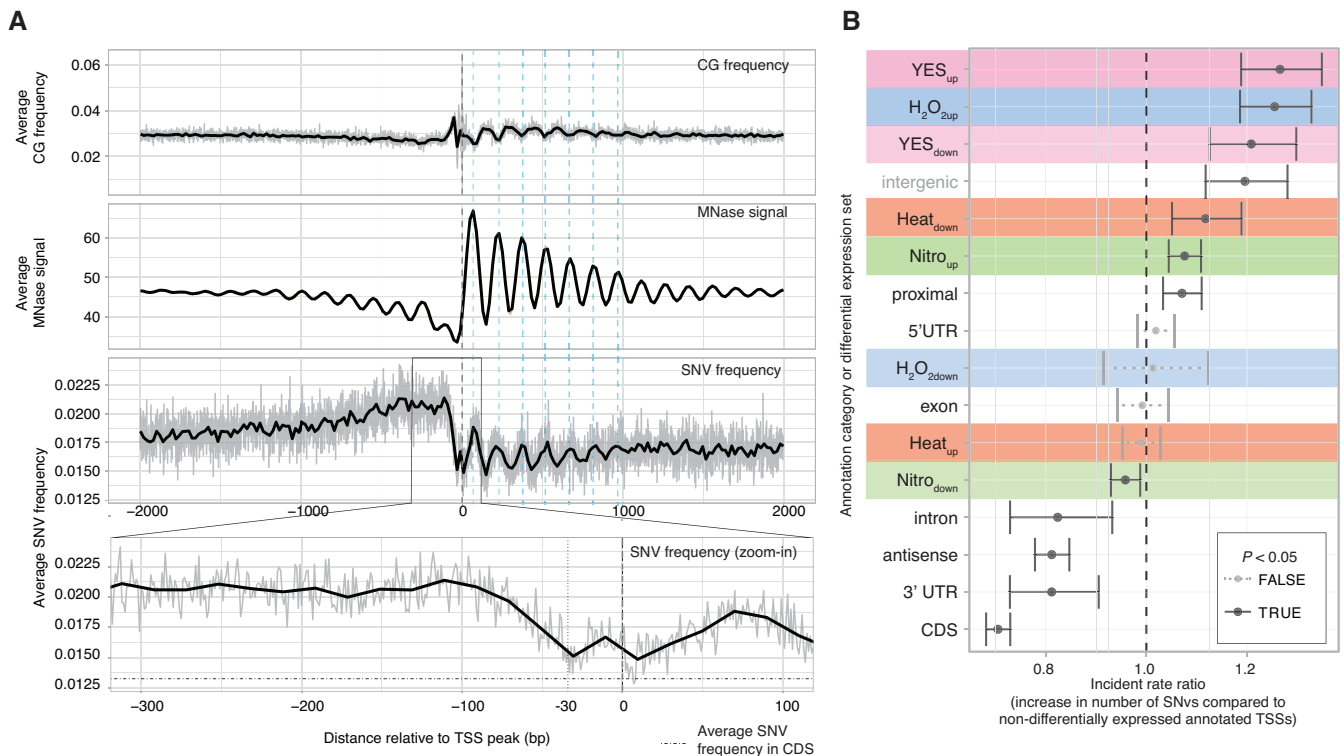 A
CG frequency
0.06
0.04
0.02
Average
CG frequency
MNase signal
60
50
40
Average
MNase signal
SNV frequency
0.0225
0.0200
0.0175
0.0150
0.0125
−2000
−1000
0
1000
2000
Average SNV frequency
SNV frequency (zoom-in)
0.0225
0.0200
0.0175
0.0150
0.0125
−300
−200
−100
-30
0
100
Distance relative to TSS peak (bp)
Average SNV
frequency in CDS
B
Annotation category or differential expression set
YESup
H2O2up
YESdown
intergenic
Heatdown
Nitroup
proximal
5'UTR
H2O2down
exon
Heatup
Nitrodown
intron
antisense
3' UTR
CDS
P < 0.05
FALSE
TRUE
0.8
1.0
1.2
Incident rate ratio
(increase in number of SNvs compared to
non-differentially expressed annotated TSSs)